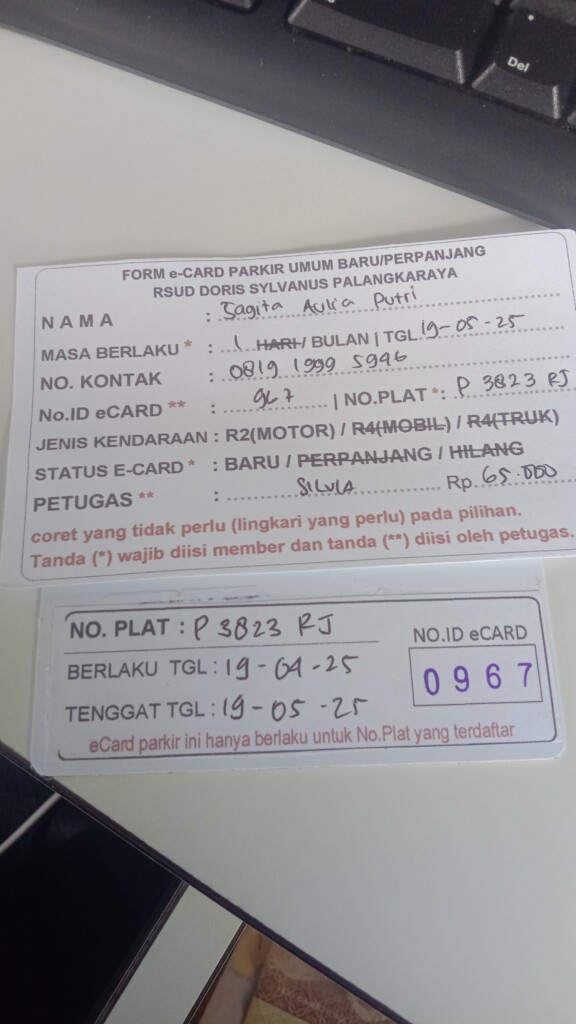 Del
FORM e-CARD PARKIR UMUM BARU/PERPANJANG
RSUD DORIS SYLVANUS PALANGKARAYA
NAMA : Sagita Aulia Putri
MASA BERLAKU * : 1 HARI / BULAN | TGL 19-05-25
NO. KONTAK : 0819 1999 5946
No.ID eCARD ** : 967 | NO.PLAT *: P 3823 RJ
JENIS KENDARAAN : R2(MOTOR) / R4(MOBIL) / R4(TRUK)
STATUS E-CARD * : BARU / PERPANJANG / HILANG
PETUGAS ** : SILVIA Rp. 65.000
coret yang tidak perlu (lingkari yang perlu) pada pilihan.
Tanda (*) wajib diisi member dan tanda (**) diisi oleh petugas.
NO. PLAT : P 3823 RJ
NO.ID eCARD
BERLAKU TGL : 19-04-25
0967
TENGGAT TGL : 19-05-25
eCard parkir ini hanya berlaku untuk No.Plat yang terdaftar